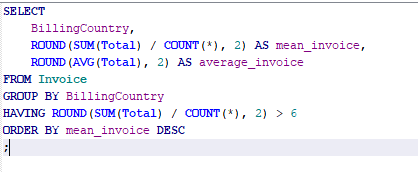 SELECT
BillingCountry,
ROUND(SUM(Total) / COUNT(*), 2) AS mean_invoice,
ROUND(AVG(Total), 2) AS average_invoice
FROM Invoice
GROUP BY BillingCountry
HAVING ROUND(SUM(Total) / COUNT(*), 2) > 6
ORDER BY mean_invoice DESC
;